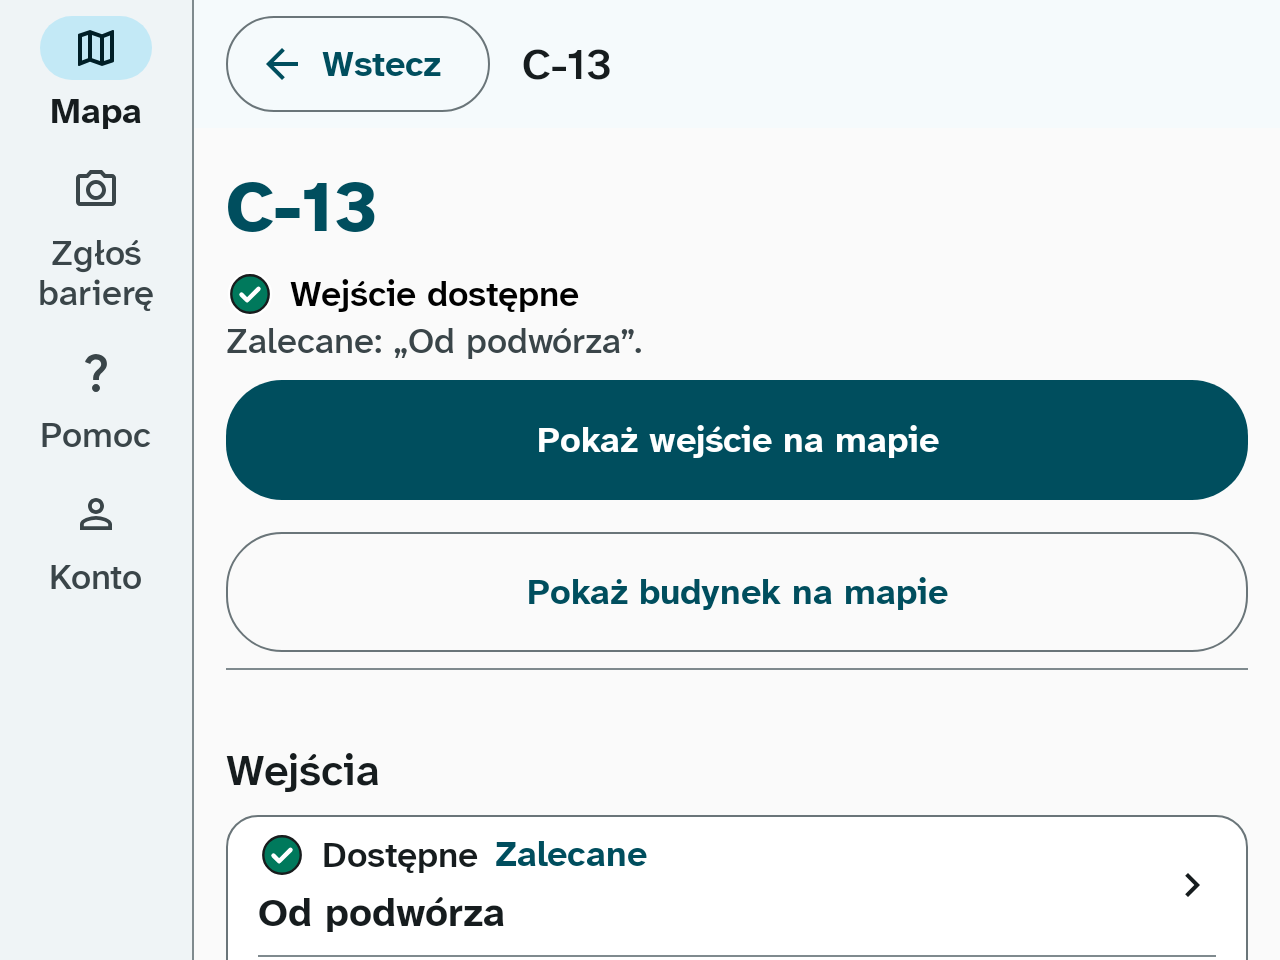 Mapa
Zgłoś
barierę
Pomoc
Konto
Wstecz
C-13
C-13
Wejście dostępne
Zalecane: „Od podwórza”.
Pokaż wejście na mapie
Pokaż budynek na mapie
Wejścia
Dostępne Zalecane
Od podwórza